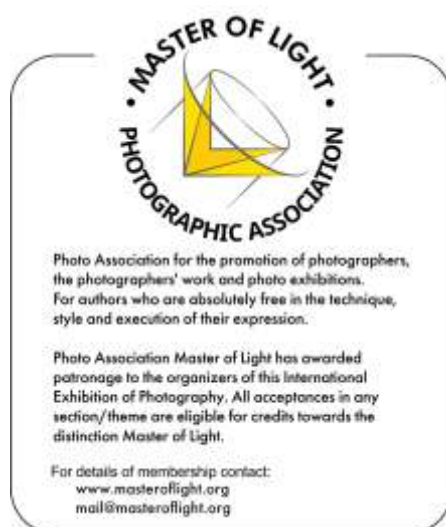 • MASTER OF LIGHT •
PHOTOGRAPHIC ASSOCIATION
Photo Association for the promotion of photographers,
the photographers' work and photo exhibitions.
For authors who are absolutely free in the technique,
style and execution of their expression.
Photo Association Master of Light has awarded
patronage to the organizers of this International
Exhibition of Photography. All acceptances in any
section/theme are eligible for credits towards the
distinction Master of Light.
For details of membership contact:
www.masteroflight.org
mail@masteroflight.org